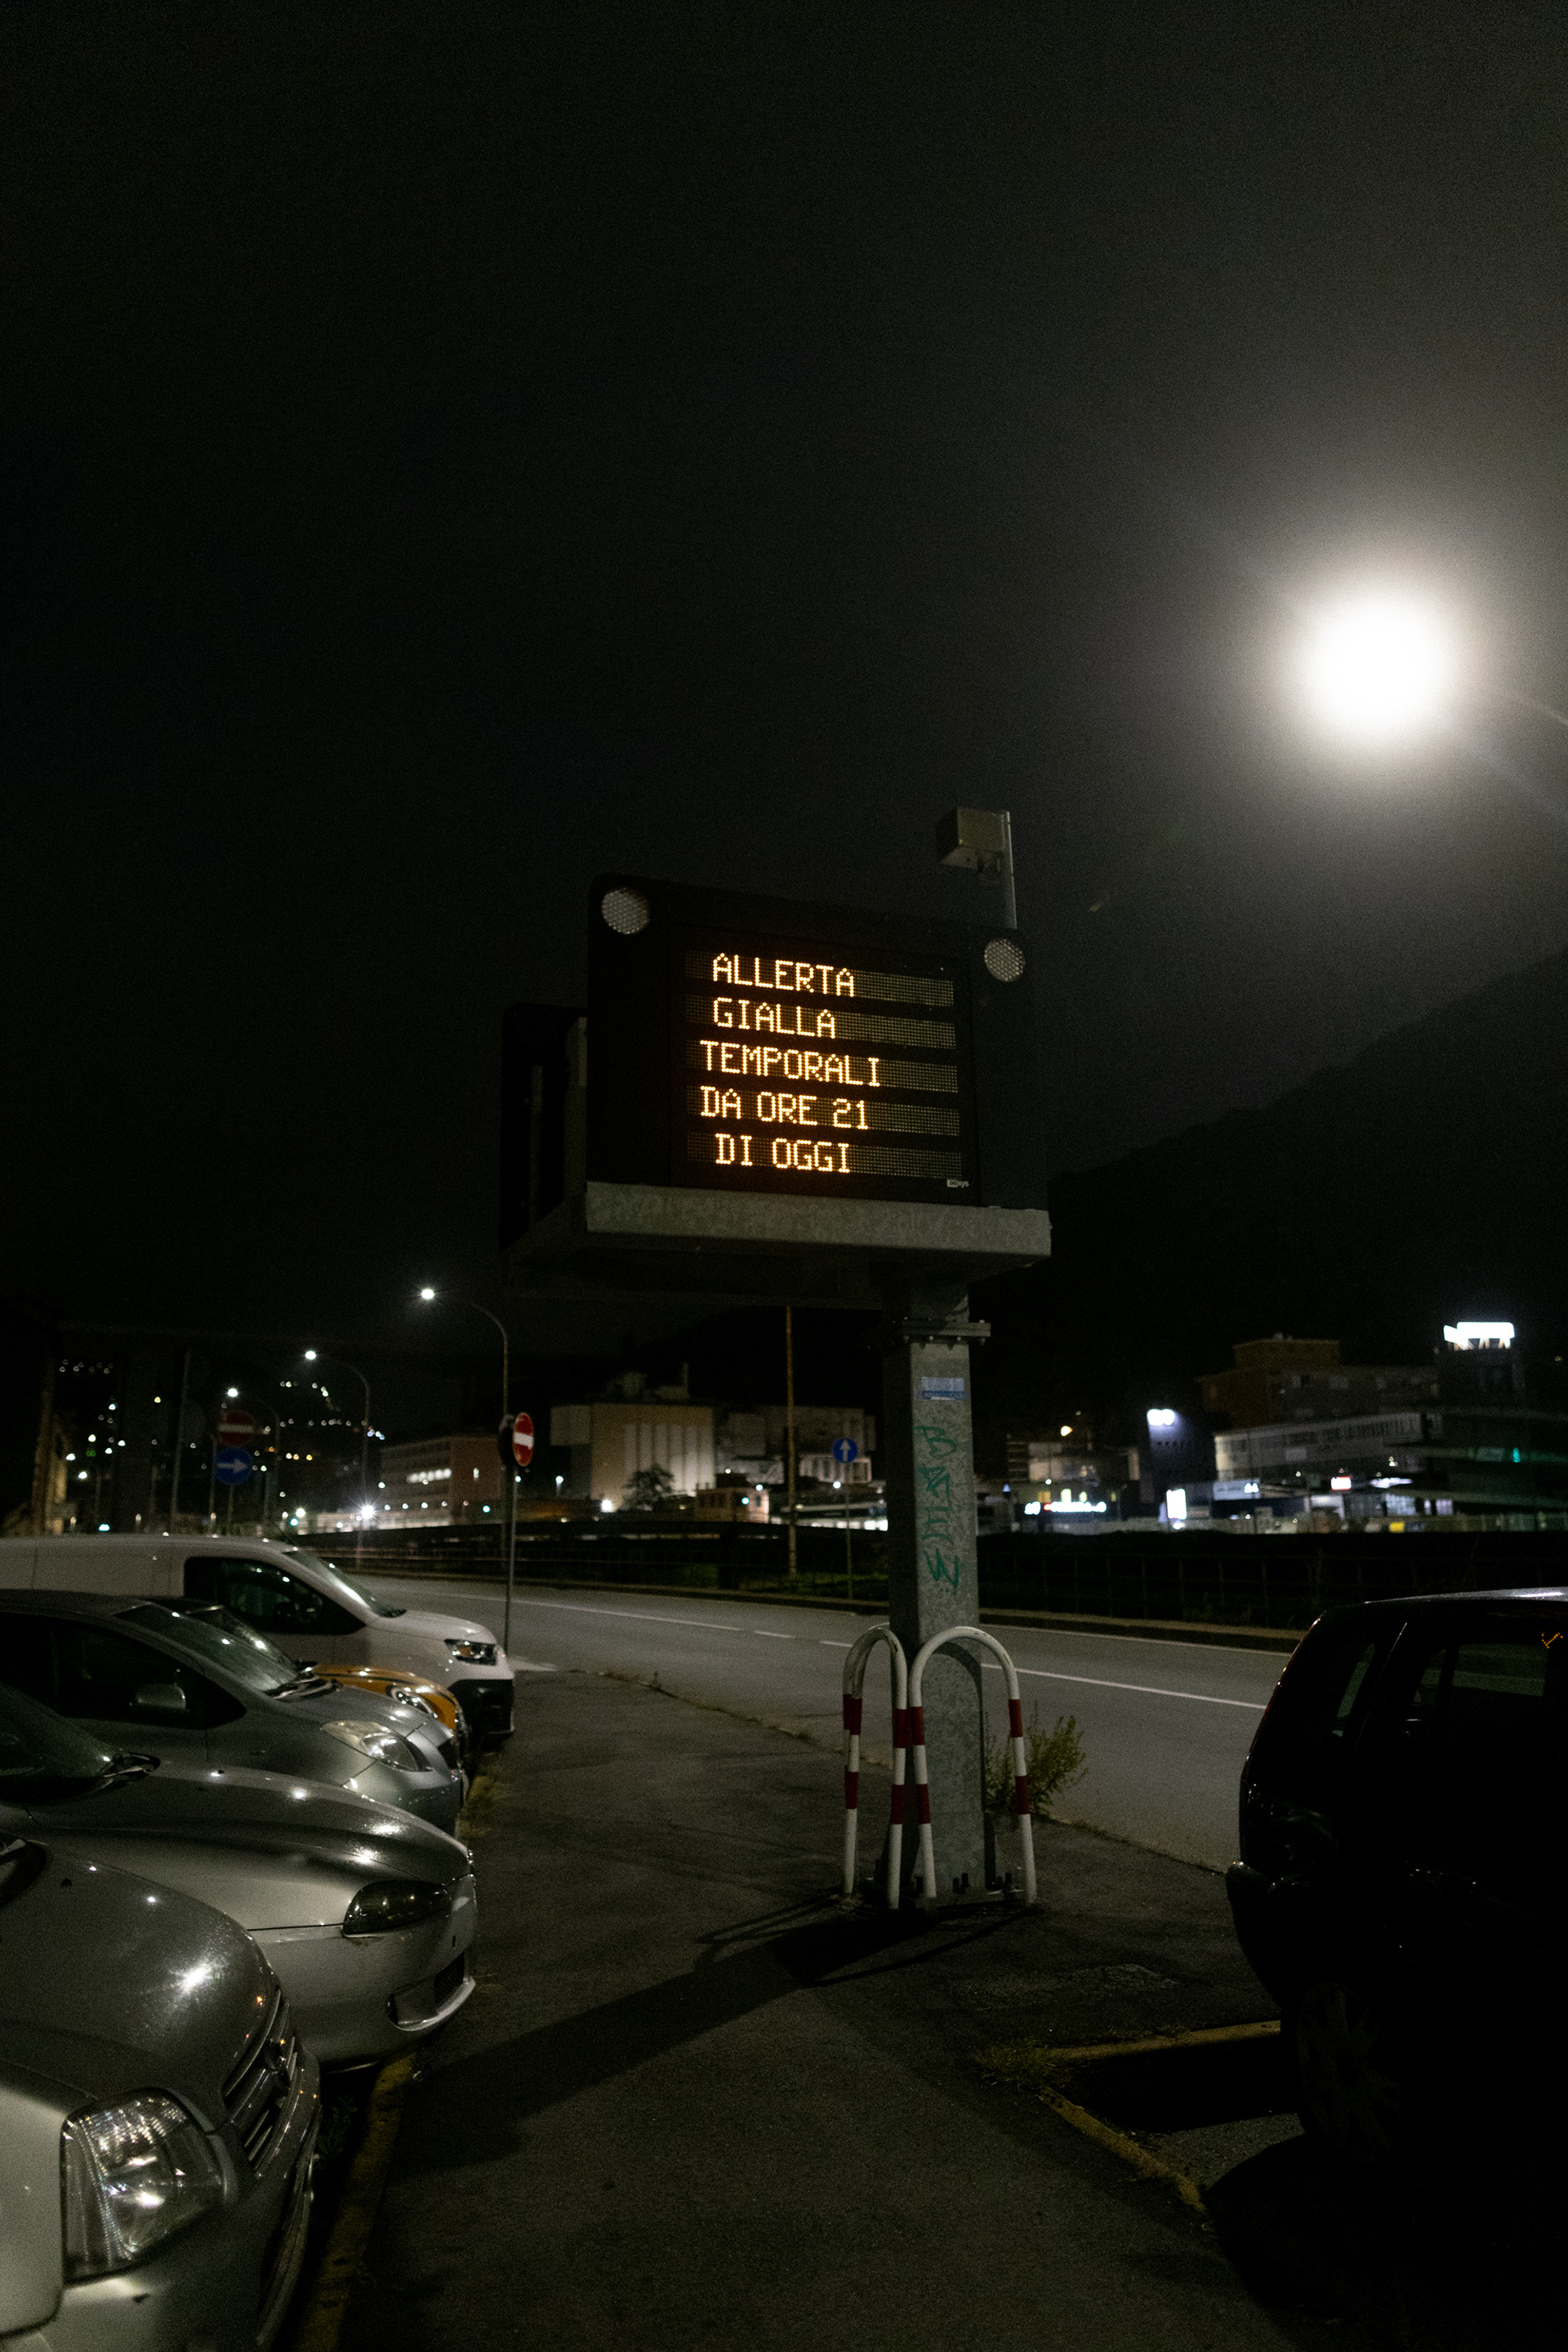 ALLERTA
GIALLA
TEMPORALI
DA ORE 21
DI OGGI